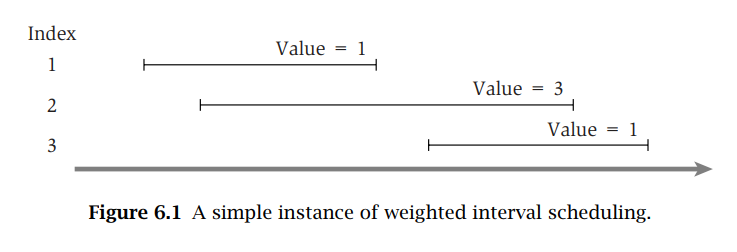 Index
Value = 1
1
Value = 3
2
Value = 1
3
Figure 6.1 A simple instance of weighted interval scheduling.